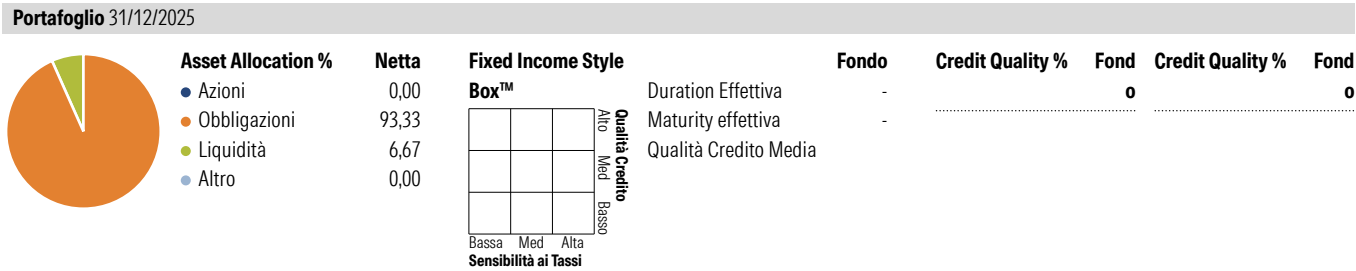 Portafoglio 31/12/2025
Asset Allocation % Netta
Azioni 0,00
Obbligazioni 93,33
Liquidità 6,67
Altro 0,00
Fixed Income Style
Box™
Alto Med Basso
Qualità Credito
Bassa Med Alta
Sensibilità ai Tassi
Fondo
Duration Effettiva -
Maturity effettiva -
Qualità Credito Media
Credit Quality % Fond
o
Credit Quality % Fond
o